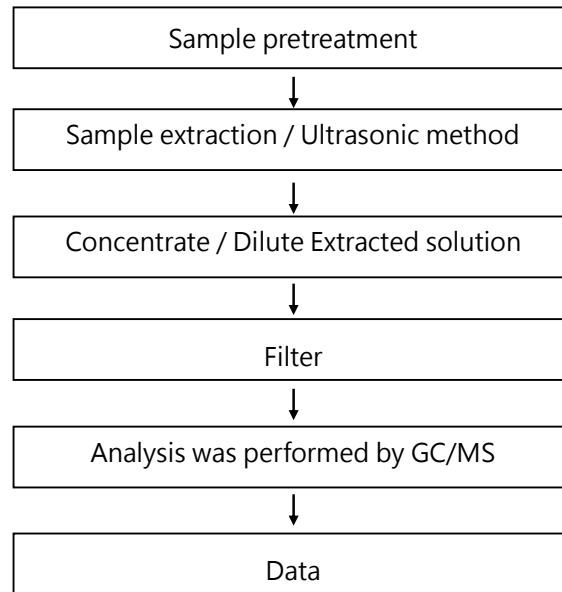 Sample pretreatment
Sample extraction / Ultrasonic method
Concentrate / Dilute Extracted solution
Filter
Analysis was performed by GC/MS
Data